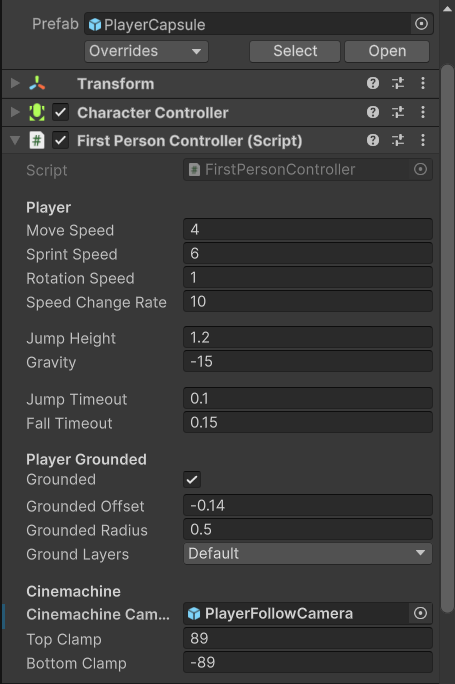 Prefab PlayerCapsule
Overrides Select Open
Transform
Character Controller
# First Person Controller (Script)
Script # FirstPersonController
Player
Move Speed 4
Sprint Speed 6
Rotation Speed 1
Speed Change Rate 10
Jump Height 1.2
Gravity -15
Jump Timeout 0.1
Fall Timeout 0.15
Player Grounded
Grounded
Grounded Offset -0.14
Grounded Radius 0.5
Ground Layers Default
Cinemachine
Cinemachine Cam... PlayerFollowCamera
Top Clamp 89
Bottom Clamp -89